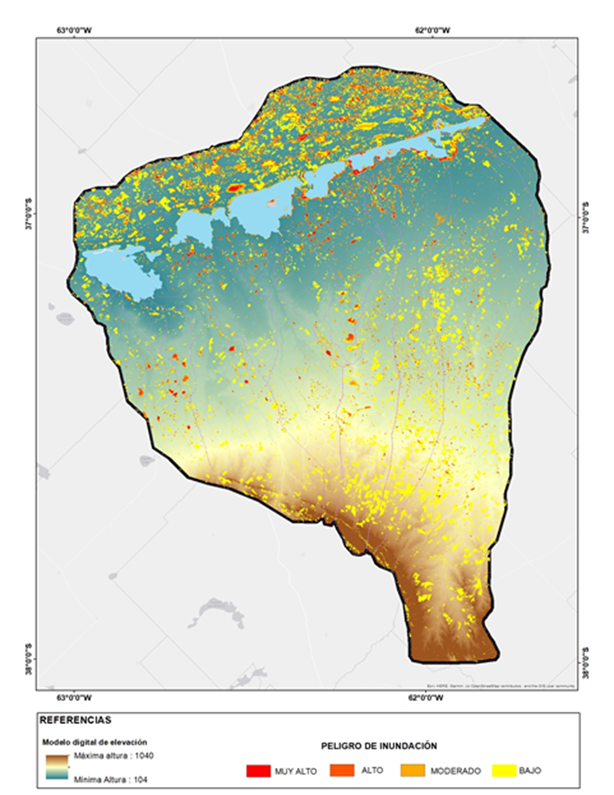 63°0'0"W 62°0'0"W
37°0'0"S 37°0'0"S
38°0'0"S 38°0'0"S
63°0'0"W 62°0'0"W
REFERENCIAS
Modelo digital de elevación
Máxima altura : 1040
Mínima Altura : 104
PELIGRO DE INUNDACIÓN
MUY ALTO ALTO MODERADO BAJO